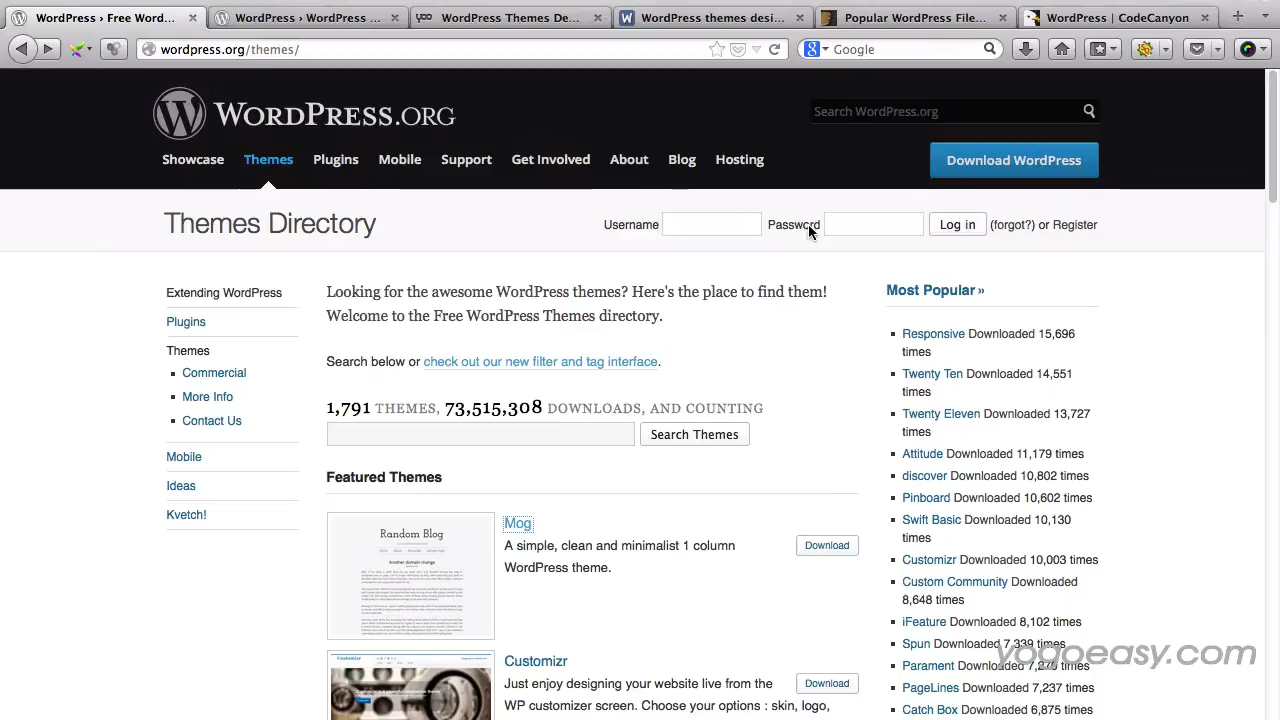 WordPress › Free Word...
WordPress › WordPress ...
WordPress Themes De...
WordPress themes desi...
Popular WordPress File...
WordPress | CodeCanyon
wordpress.org/themes/
Google
WORDPRESS.ORG
Search WordPress.org
Showcase
Themes
Plugins
Mobile
Support
Get Involved
About
Blog
Hosting
Download WordPress
Themes Directory
Username
Password
Log in
(forgot?) or Register
Extending WordPress
Plugins
Themes
Commercial
More Info
Contact Us
Mobile
Ideas
Kvetch!
Looking for the awesome WordPress themes? Here's the place to find them!
Welcome to the Free WordPress Themes directory.
Search below or check out our new filter and tag interface.
1,791 THEMES, 73,515,308 DOWNLOADS, AND COUNTING
Search Themes
Featured Themes
Random Blog
Another domain change
Mog
A simple, clean and minimalist 1 column
WordPress theme.
Download
Customizr
Customizr
Just enjoy designing your website live from the
WP customizer screen. Choose your options : skin, logo,
Download
Most Popular »
Responsive Downloaded 15,696
times
Twenty Ten Downloaded 14,551
times
Twenty Eleven Downloaded 13,727
times
Attitude Downloaded 11,179 times
discover Downloaded 10,802 times
Pinboard Downloaded 10,602 times
Swift Basic Downloaded 10,130
times
Customizr Downloaded 10,003 times
Custom Community Downloaded
8,648 times
iFeature Downloaded 8,102 times
Spun Downloaded 7,339 times
Parament Downloaded times
PageLines Downloaded 7,237 times
Catch Box Downloaded 6,875 times